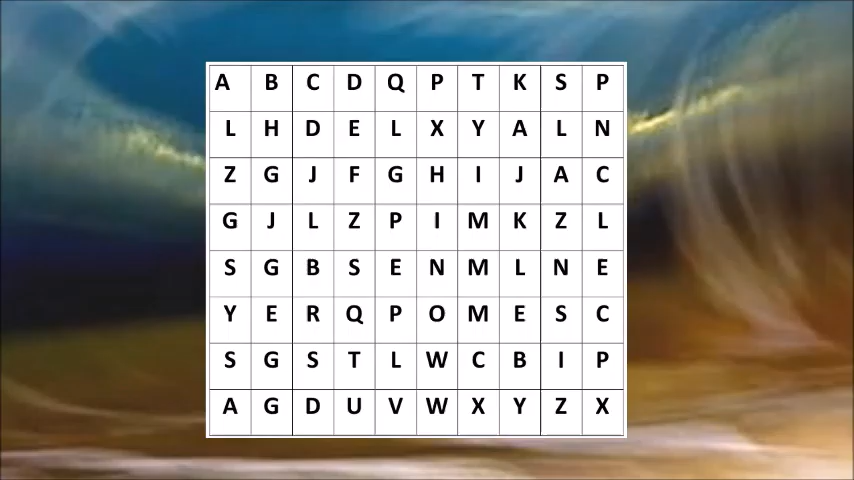 A B C D Q P T K S P
L H D E L X Y A L N
Z G J F G H I J A C
G J L Z P I M K Z L
S G B S E N M L N E
Y E R Q P O M E S C
S G S T L W C B I P
A G D U V W X Y Z X